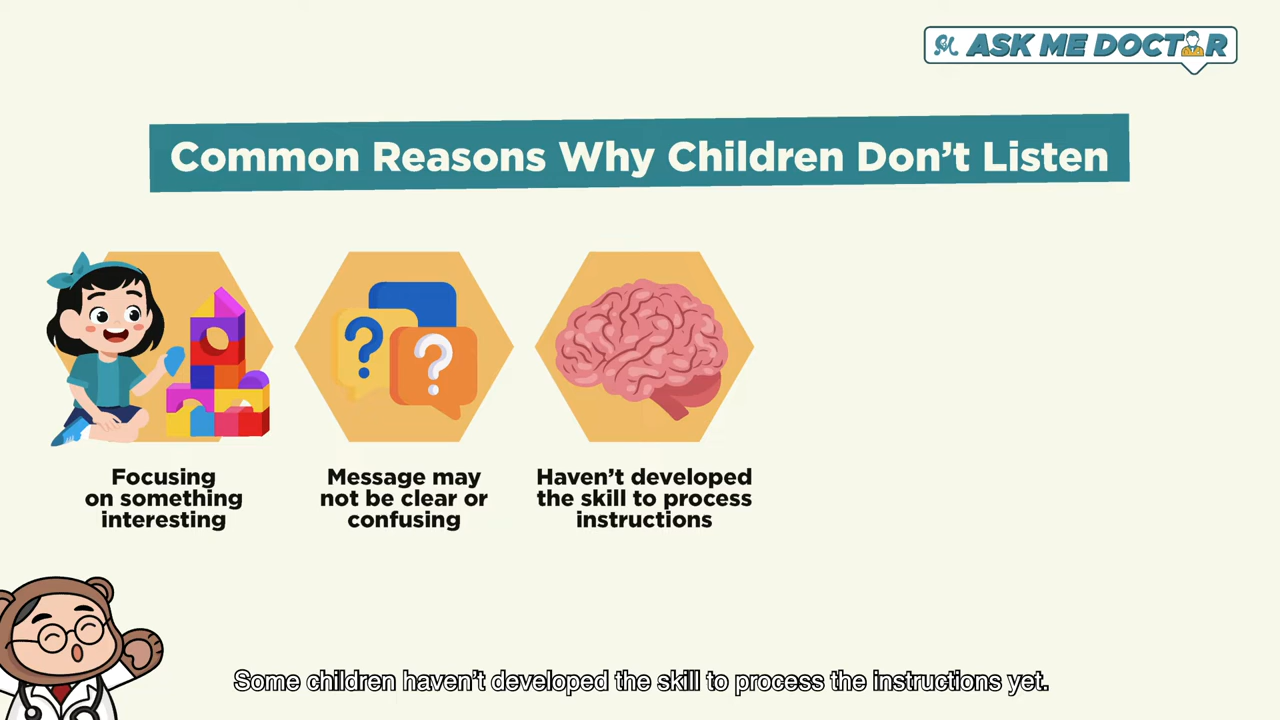 ASK ME DOCTOR
Common Reasons Why Children Don't Listen
Focusing
on something
interesting
Message may
not be clear or
confusing
Haven't developed
the skill to process
instructions
Some children haven't developed the skill to process the instructions yet.